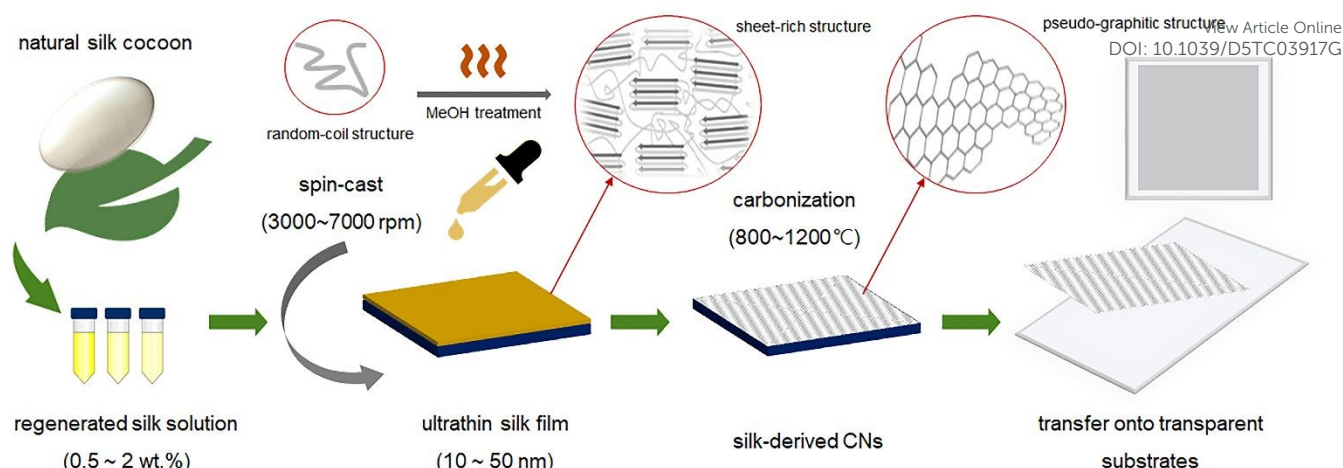 natural silk cocoon
random-coil structure
MeOH treatment
sheet-rich structure
pseudo-graphitic structure
View Article Online
DOI: 10.1039/D5TC03917G
spin-cast
(3000~7000 rpm)
carbonization
(800~1200℃)
regenerated silk solution
(0.5 ~ 2 wt.%)
ultrathin silk film
(10 ~ 50 nm)
silk-derived CNs
transfer onto transparent
substrates